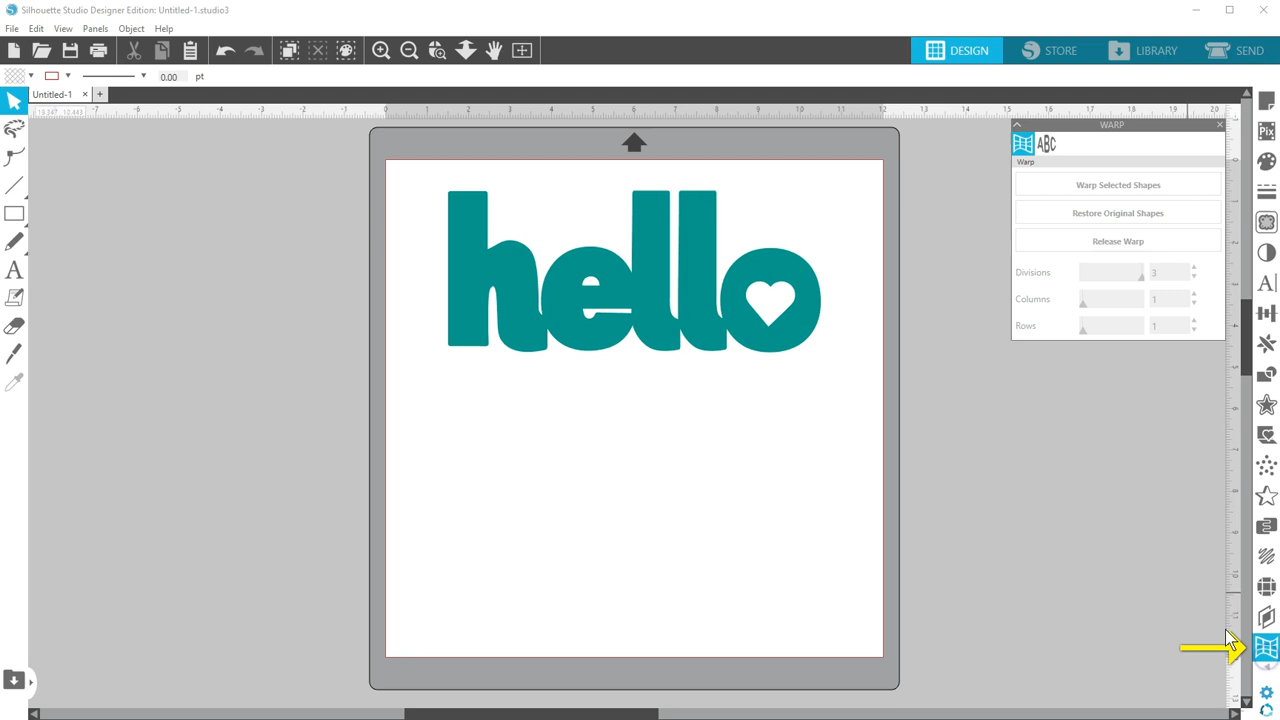 Silhouette Studio Designer Edition: Untitled-1.studio3
File Edit View Panels Object Help
DESIGN STORE LIBRARY SEND
0.00 pt
Untitled-1
hello
WARP
ABC
Warp
Warp Selected Shapes
Restore Original Shapes
Release Warp
Divisions 3
Columns 1
Rows 1